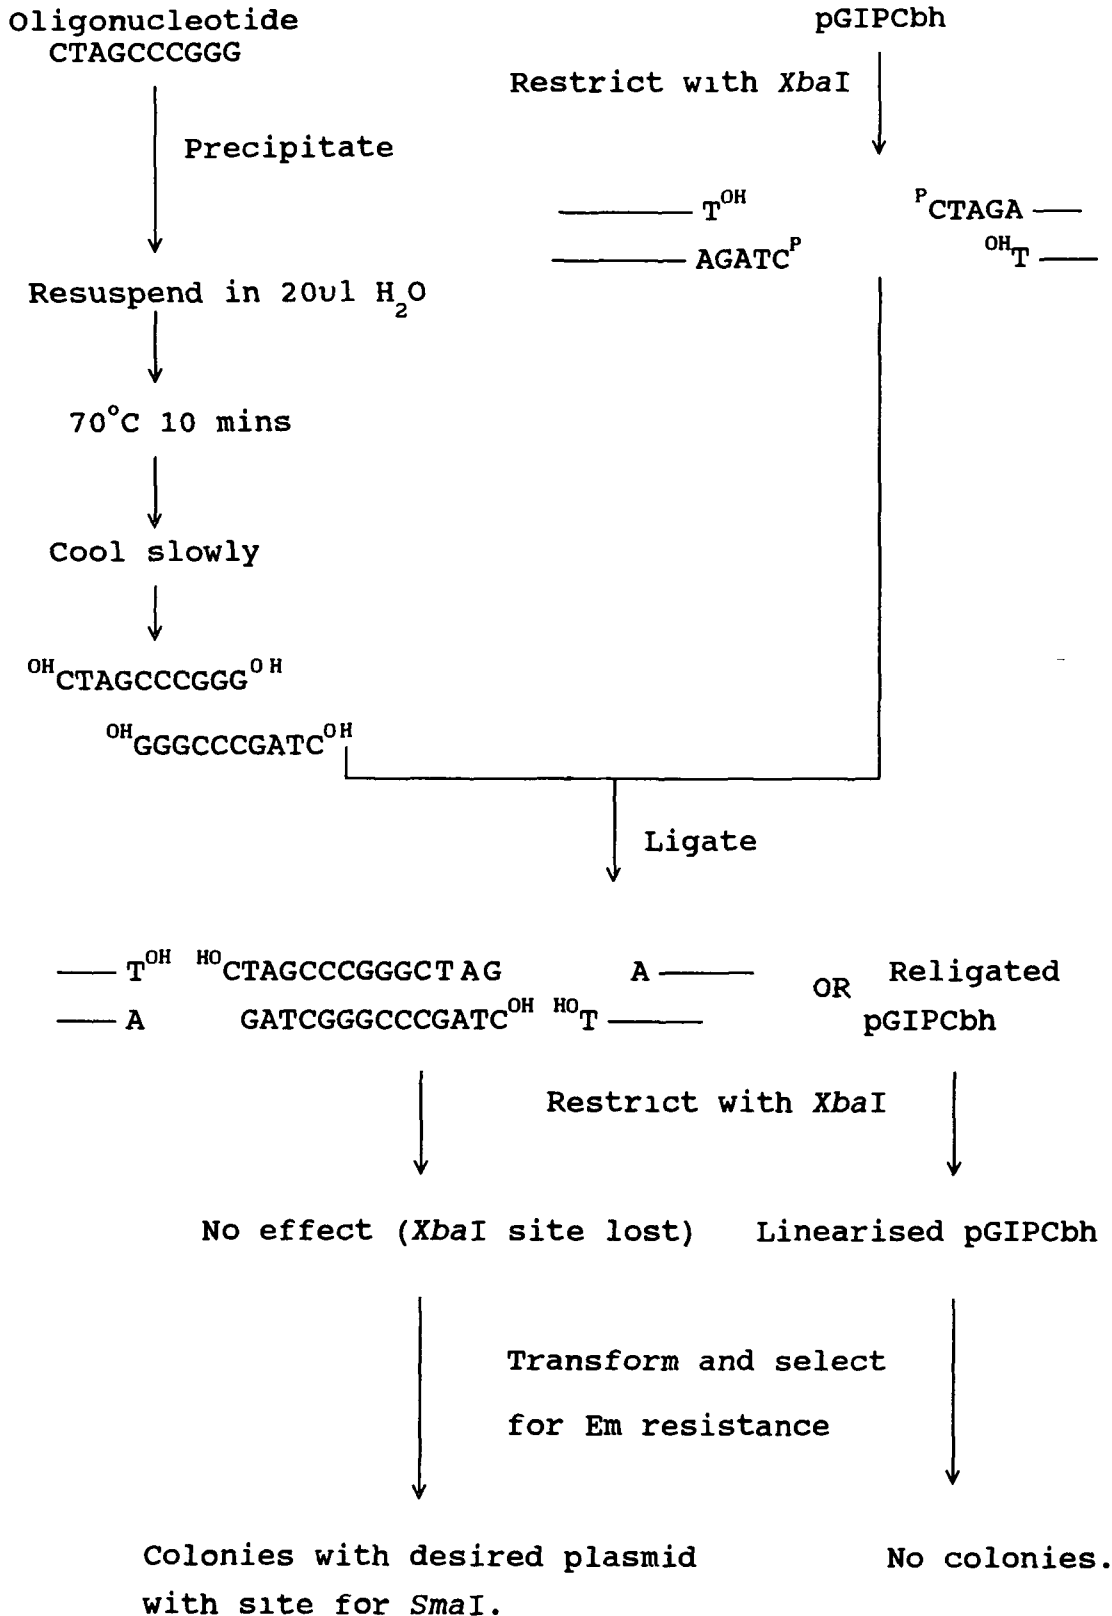 Oligonucleotide
CTAGCCCGGG
pGIPCbh
Restrict with XbaI
Precipitate
T^OH ^PCTAGA
AGATC^P ^OHT
Resuspend in 20υl H₂O
70°C 10 mins
Cool slowly
^OHCTAGCCCGGG^OH
^OHGGGCCCGATC^OH
Ligate
T^OH ^HOCTAGCCCGGGCTAG A
A GATCGGGCCCGATC^OH ^HOT
OR
Religated
pGIPCbh
Restrict with XbaI
No effect (XbaI site lost)
Linearised pGIPCbh
Transform and select
for Em resistance
Colonies with desired plasmid
with site for SmaI.
No colonies.